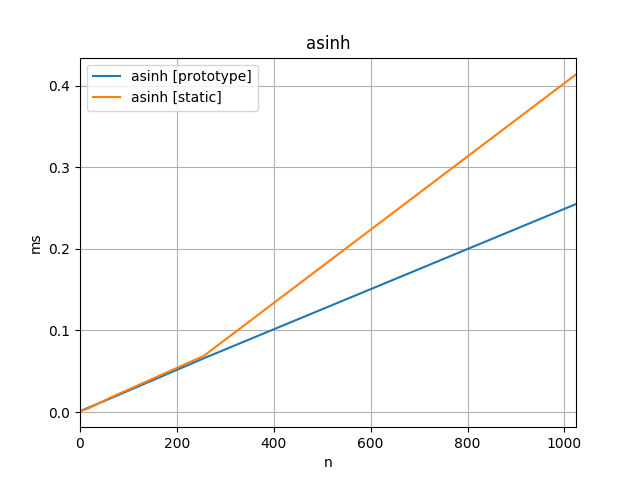 asinh
asinh [prototype]
asinh [static]
ms
0.4
0.3
0.2
0.1
0.0
0 200 400 600 800 1000
n